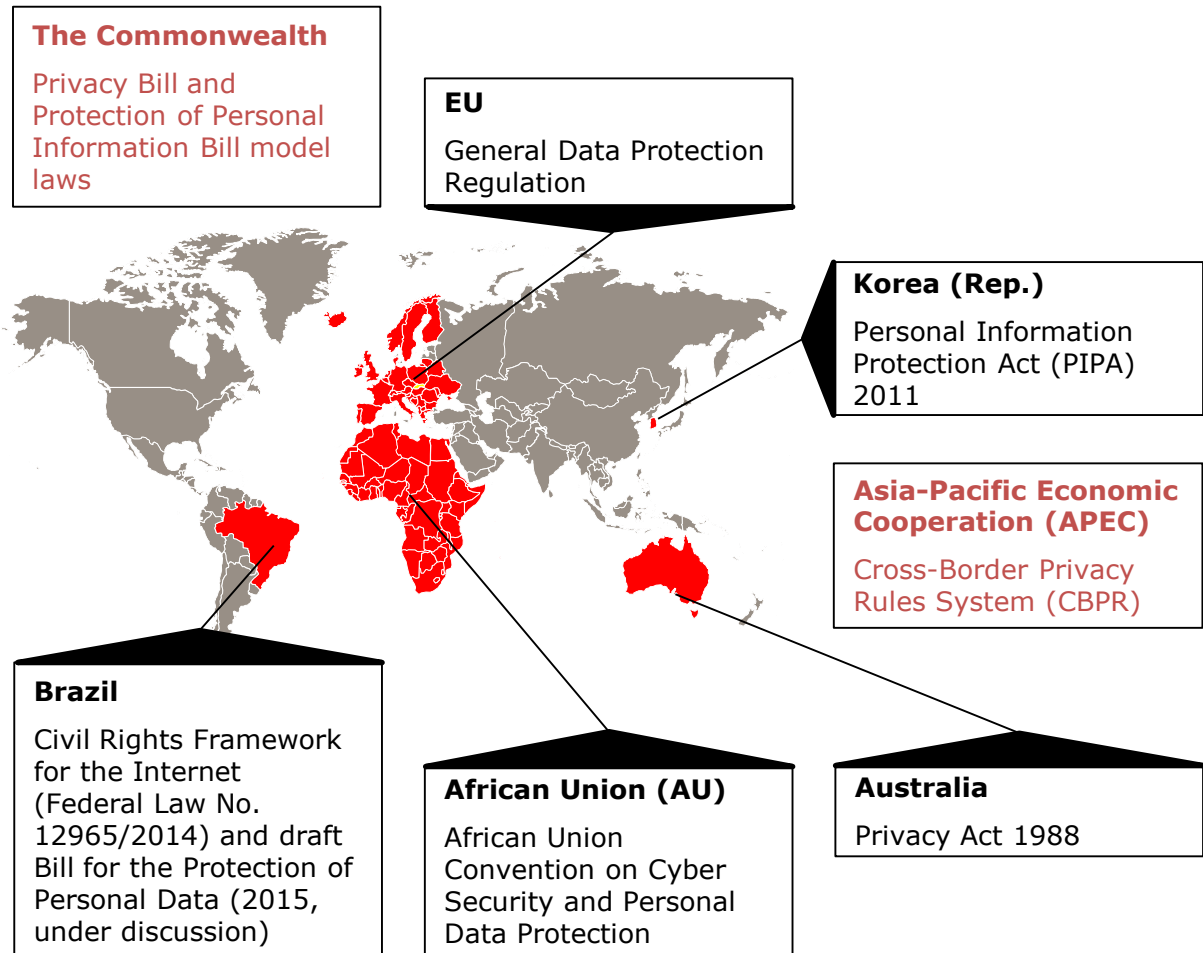 The Commonwealth
Privacy Bill and
Protection of Personal
Information Bill model
laws
EU
General Data Protection
Regulation
Korea (Rep.)
Personal Information
Protection Act (PIPA)
2011
Asia-Pacific Economic
Cooperation (APEC)
Cross-Border Privacy
Rules System (CBPR)
Brazil
Civil Rights Framework
for the Internet
(Federal Law No.
12965/2014) and draft
Bill for the Protection of
Personal Data (2015,
under discussion)
African Union (AU)
African Union
Convention on Cyber
Security and Personal
Data Protection
Australia
Privacy Act 1988